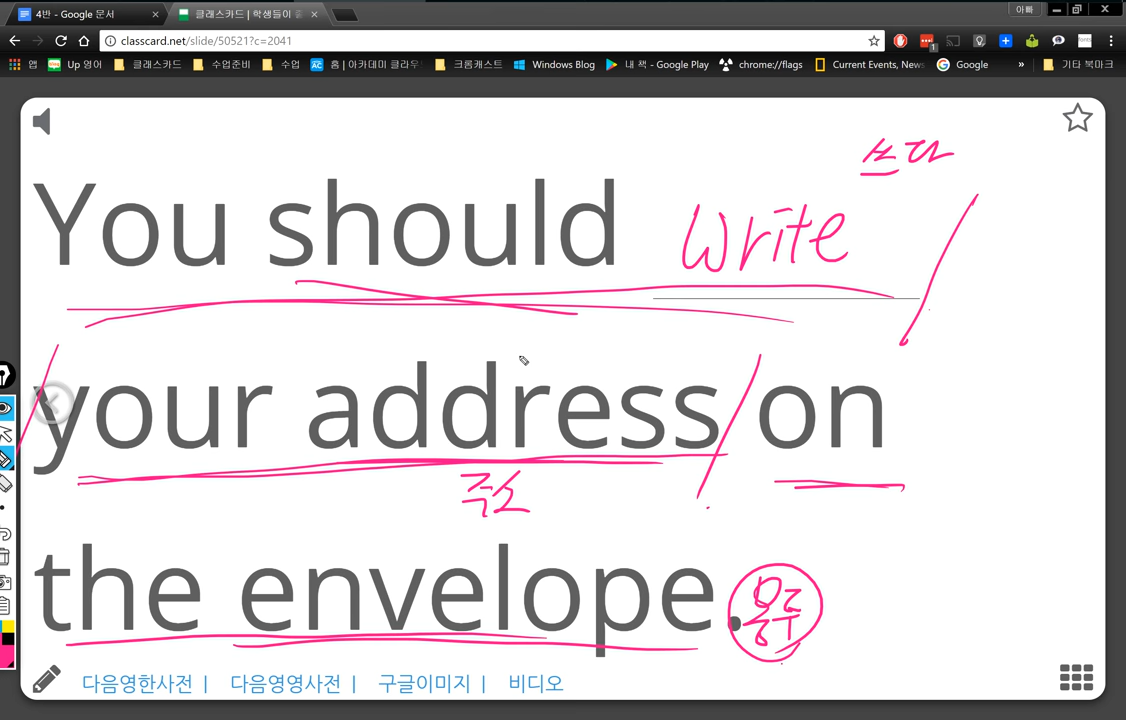 4반 - Google 문서
클래스카드 | 학생들이 즐
아빠
classcard.net/slide/50521?c=2041
1
앱 Up 영어 클래스카드 수업준비 수업 홈 | 아카데미 클라우 크롬캐스트 Windows Blog 내 책 - Google Play chrome://flags Current Events, New Google » 기타 북마크
쓰다
You should write
your address / on
주소
the envelope.
다음영한사전 | 다음영영사전 | 구글이미지 | 비디오